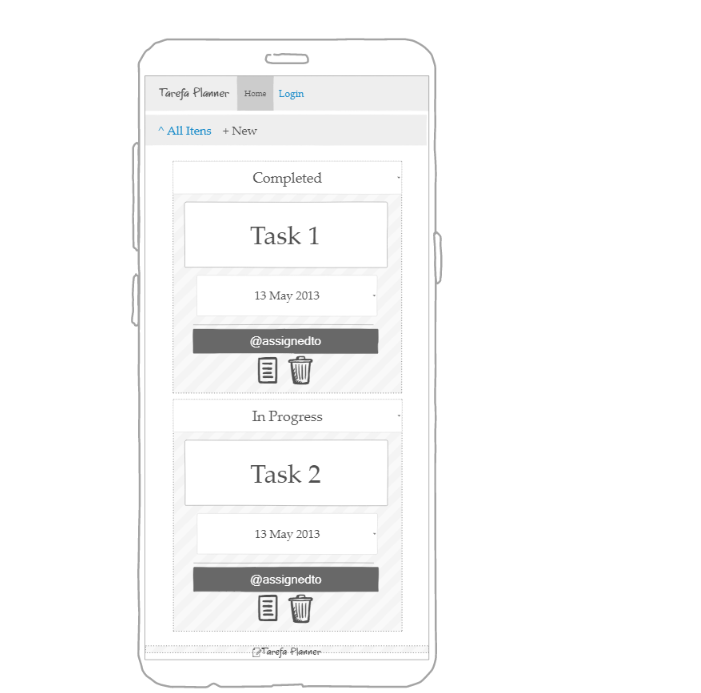 Tarefa Planner Home Login
^ All Itens + New
Completed
Task 1
13 May 2013
@assignedto
In Progress
Task 2
13 May 2013
@assignedto
Tarefa Planner